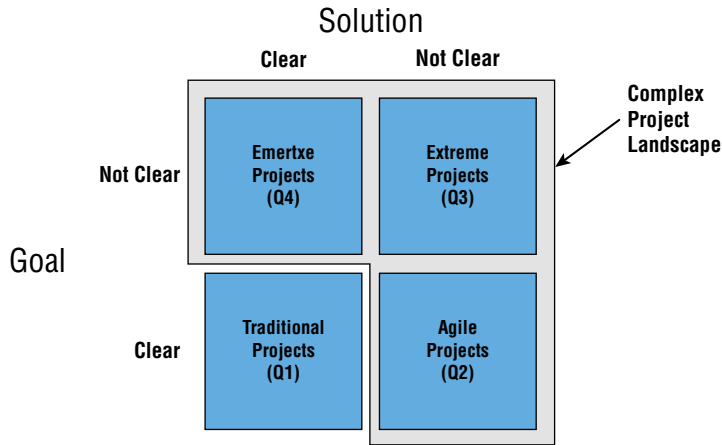 Solution
Clear
Not Clear
Complex
Project
Landscape
Not Clear
Emertxe
Projects
(Q4)
Extreme
Projects
(Q3)
Goal
Clear
Traditional
Projects
(Q1)
Agile
Projects
(Q2)